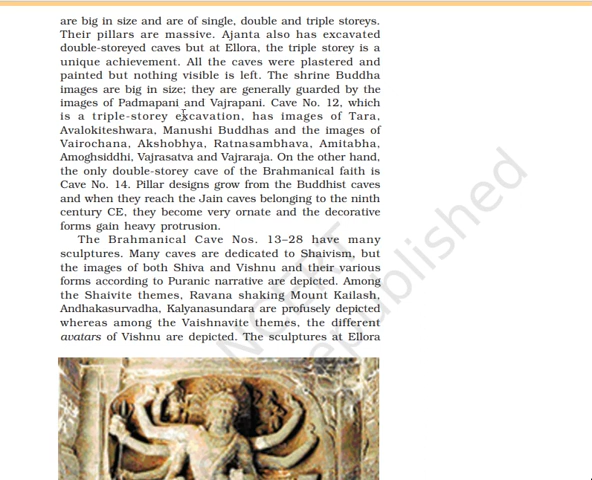 are big in size and are of single, double and triple storeys.
Their pillars are massive. Ajanta also has excavated
double-storeyed caves but at Ellora, the triple storey is a
unique achievement. All the caves were plastered and
painted but nothing visible is left. The shrine Buddha
images are big in size; they are generally guarded by the
images of Padmapani and Vajrapani. Cave No. 12, which
is a triple-storey excavation, has images of Tara,
Avalokiteshwara, Manushi Buddhas and the images of
Vairochana, Akshobhya, Ratnasambhava, Amitabha,
Amoghsiddhi, Vajrasatva and Vajraraja. On the other hand,
the only double-storey cave of the Brahmanical faith is
Cave No. 14. Pillar designs grow from the Buddhist caves
and when they reach the Jain caves belonging to the ninth
century CE, they become very ornate and the decorative
forms gain heavy protrusion.
The Brahmanical Cave Nos. 13–28 have many
sculptures. Many caves are dedicated to Shaivism, but
the images of both Shiva and Vishnu and their various
forms according to Puranic narrative are depicted. Among
the Shaivite themes, Ravana shaking Mount Kailash,
Andhakasurvadha, Kalyanasundara are profusely depicted
whereas among the Vaishnavite themes, the different
avatars of Vishnu are depicted. The sculptures at Ellora
NCERT
republished